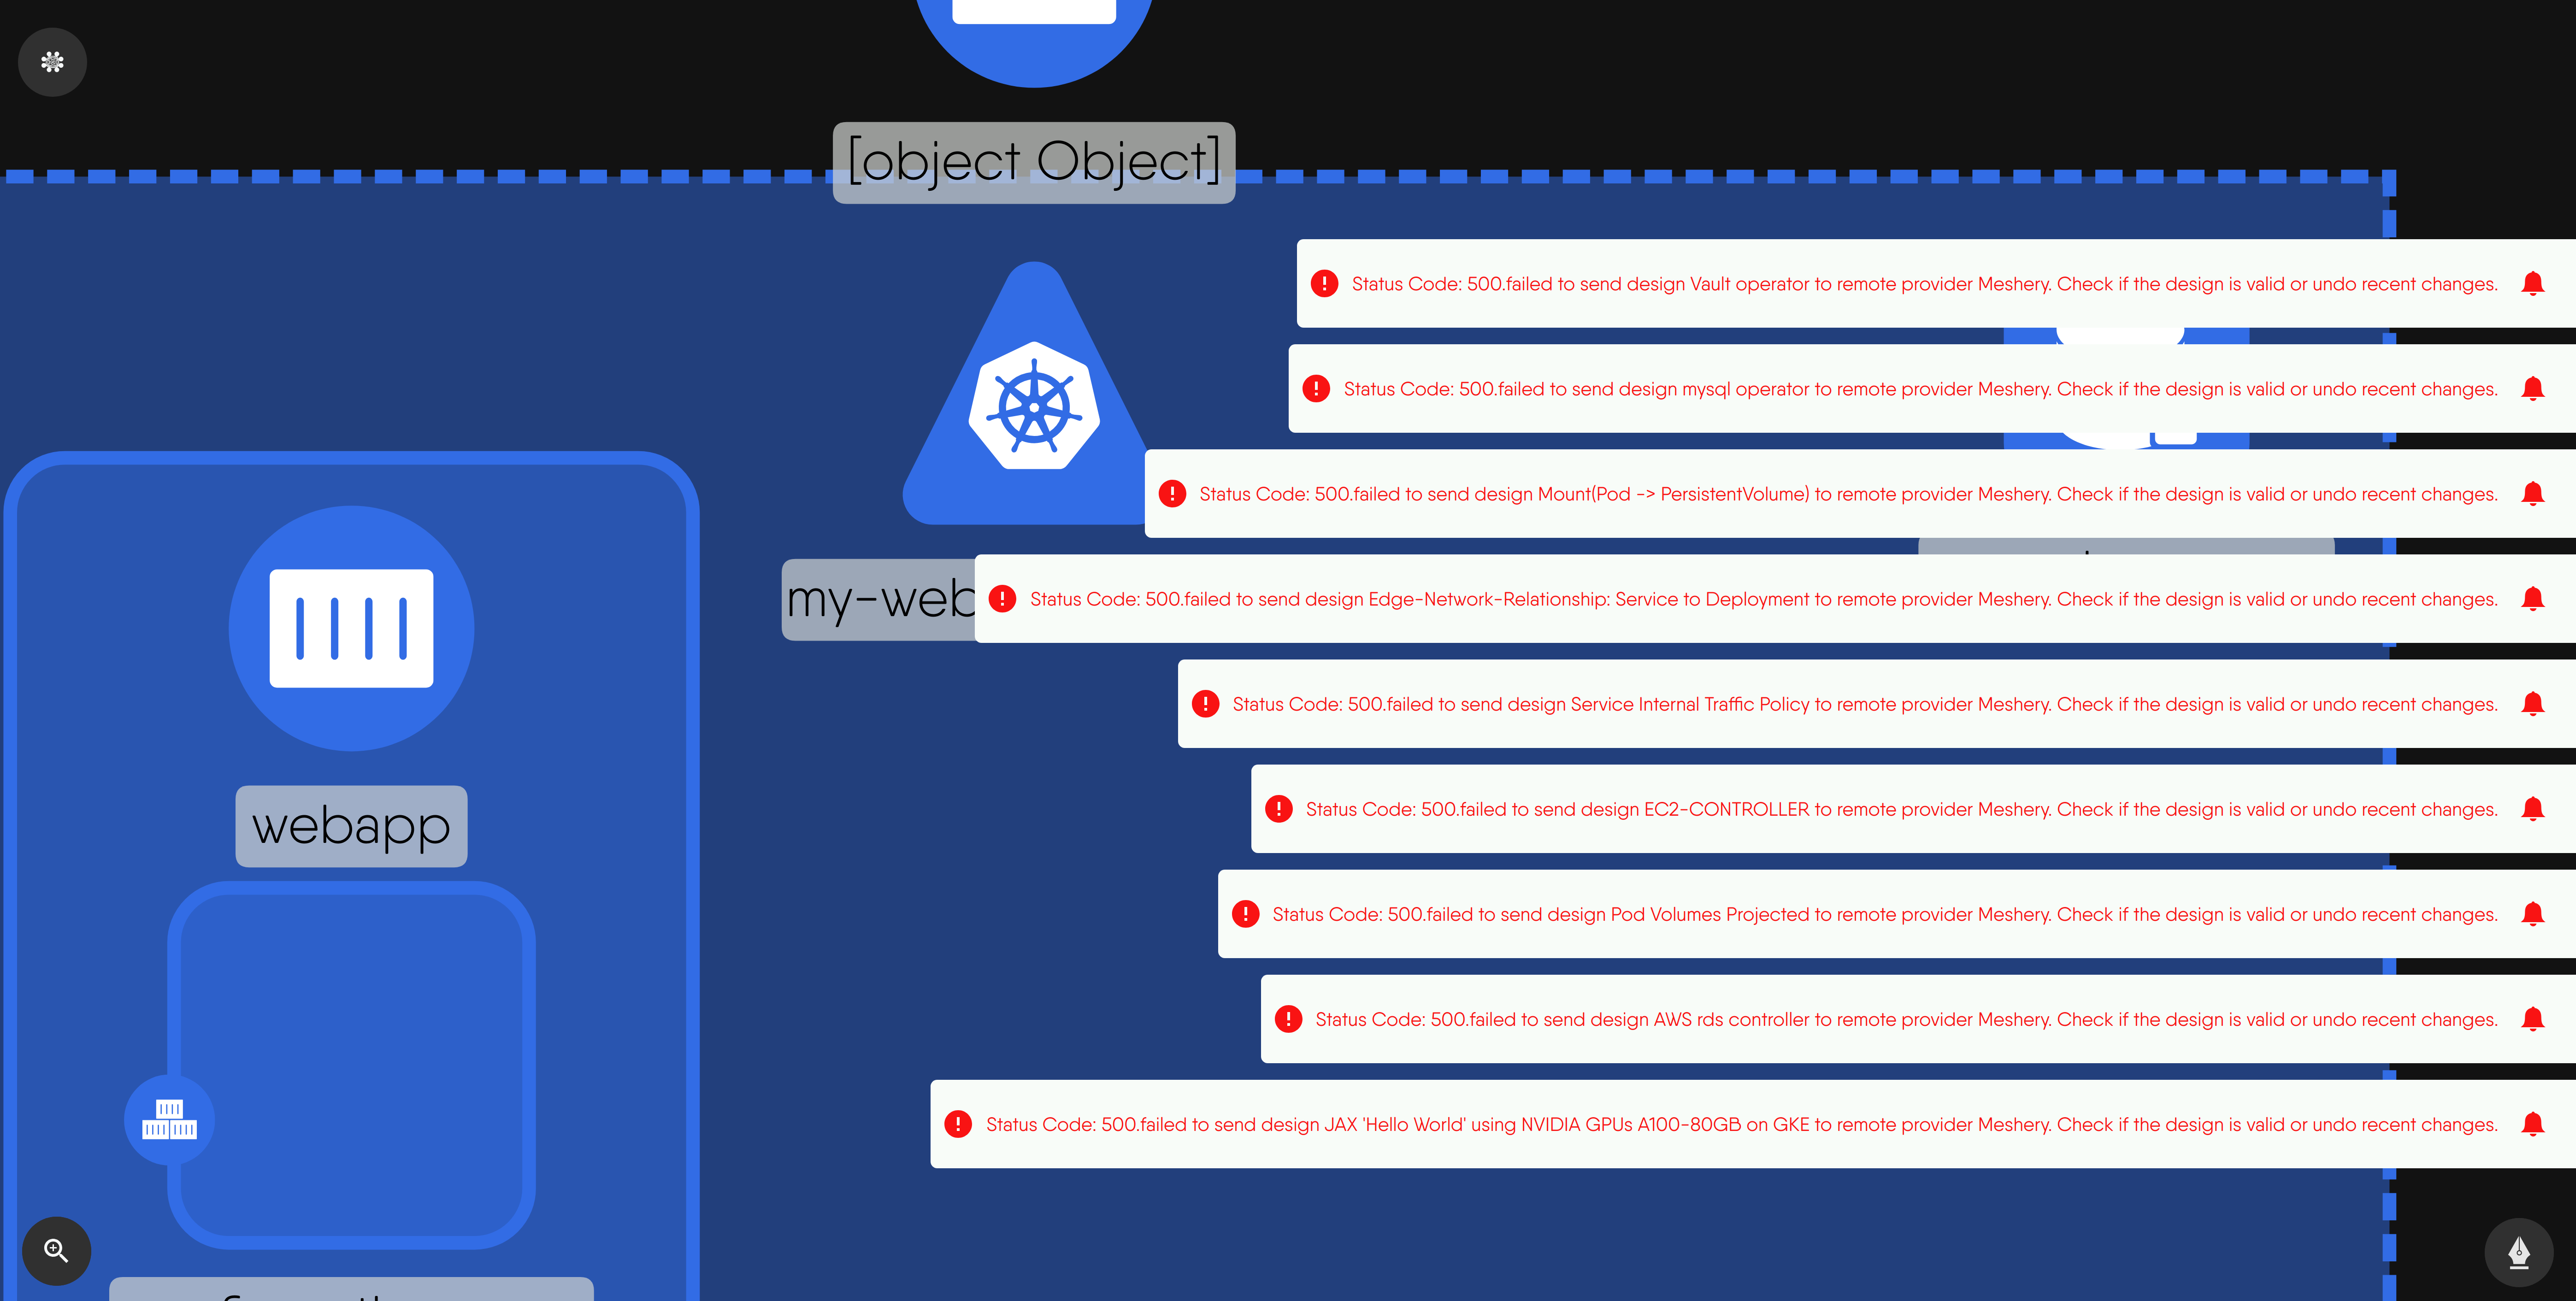 [object Object]
Status Code: 500.failed to send design Vault operator to remote provider Meshery. Check if the design is valid or undo recent changes.
Status Code: 500.failed to send design mysql operator to remote provider Meshery. Check if the design is valid or undo recent changes.
Status Code: 500.failed to send design Mount(Pod -> PersistentVolume) to remote provider Meshery. Check if the design is valid or undo recent changes.
my-web
Status Code: 500.failed to send design Edge-Network-Relationship: Service to Deployment to remote provider Meshery. Check if the design is valid or undo recent changes.
Status Code: 500.failed to send design Service Internal Traffic Policy to remote provider Meshery. Check if the design is valid or undo recent changes.
webapp
Status Code: 500.failed to send design EC2-CONTROLLER to remote provider Meshery. Check if the design is valid or undo recent changes.
Status Code: 500.failed to send design Pod Volumes Projected to remote provider Meshery. Check if the design is valid or undo recent changes.
Status Code: 500.failed to send design AWS rds controller to remote provider Meshery. Check if the design is valid or undo recent changes.
Status Code: 500.failed to send design JAX 'Hello World' using NVIDIA GPUs A100-80GB on GKE to remote provider Meshery. Check if the design is valid or undo recent changes.